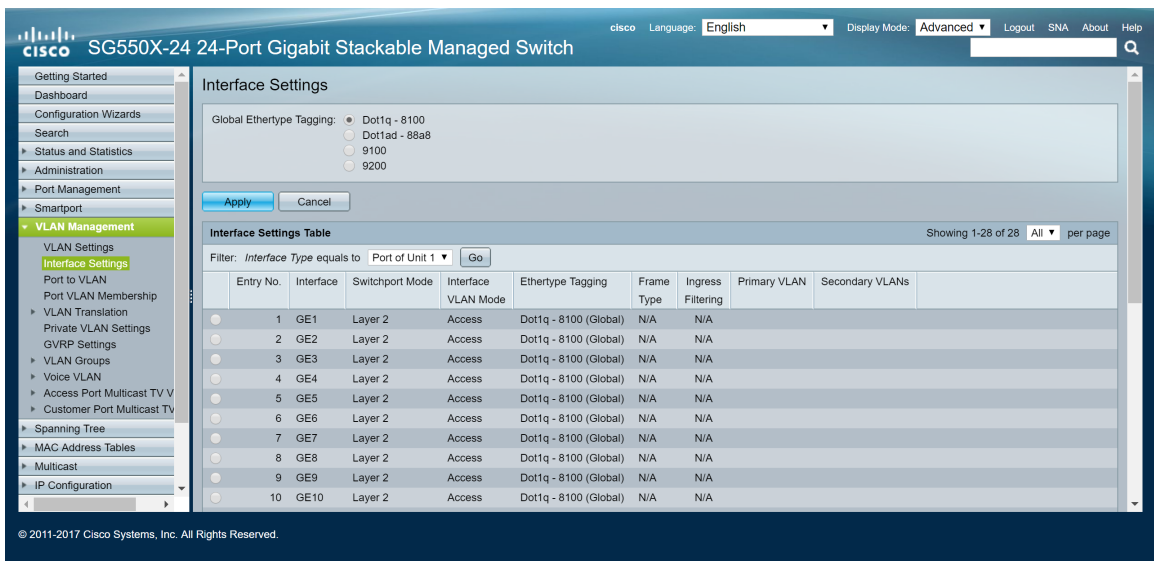 cisco Language: English Display Mode: Advanced Logout SNA About Help
CISCO SG550X-24 24-Port Gigabit Stackable Managed Switch
Getting Started
Dashboard
Configuration Wizards
Search
Status and Statistics
Administration
Port Management
Smartport
VLAN Management
VLAN Settings
Interface Settings
Port to VLAN
Port VLAN Membership
VLAN Translation
Private VLAN Settings
GVRP Settings
VLAN Groups
Voice VLAN
Access Port Multicast TV V
Customer Port Multicast TV
Spanning Tree
MAC Address Tables
Multicast
IP Configuration
Interface Settings
Global Ethertype Tagging: Dot1q - 8100
Dot1ad - 88a8
9100
9200
Apply Cancel
Interface Settings Table Showing 1-28 of 28 All per page
Filter: Interface Type equals to Port of Unit 1 Go
Entry No. Interface Switchport Mode Interface Ethertype Tagging Frame Ingress Primary VLAN Secondary VLANs
VLAN Mode Type Filtering
1 GE1 Layer 2 Access Dot1q - 8100 (Global) N/A N/A
2 GE2 Layer 2 Access Dot1q - 8100 (Global) N/A N/A
3 GE3 Layer 2 Access Dot1q - 8100 (Global) N/A N/A
4 GE4 Layer 2 Access Dot1q - 8100 (Global) N/A N/A
5 GE5 Layer 2 Access Dot1q - 8100 (Global) N/A N/A
6 GE6 Layer 2 Access Dot1q - 8100 (Global) N/A N/A
7 GE7 Layer 2 Access Dot1q - 8100 (Global) N/A N/A
8 GE8 Layer 2 Access Dot1q - 8100 (Global) N/A N/A
9 GE9 Layer 2 Access Dot1q - 8100 (Global) N/A N/A
10 GE10 Layer 2 Access Dot1q - 8100 (Global) N/A N/A
© 2011-2017 Cisco Systems, Inc. All Rights Reserved.